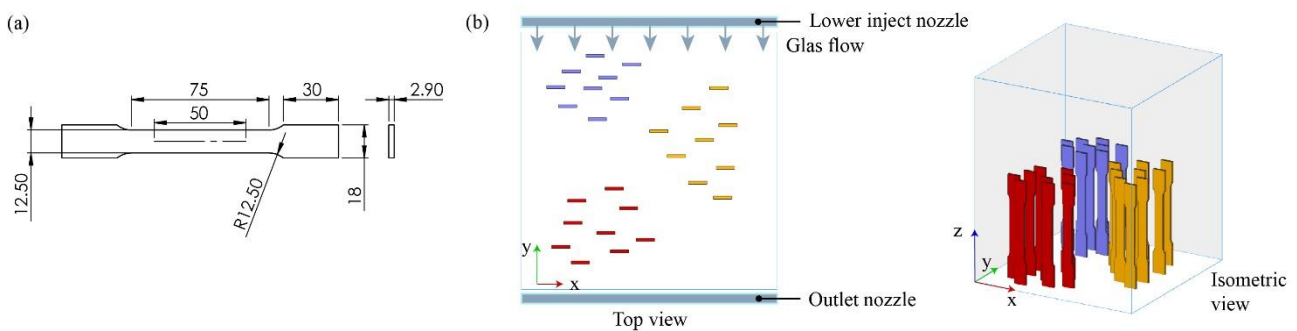 (a)
75
30
2.90
50
12.50
R12.50
18
(b)
Lower inject nozzle
Glas flow
y
x
Outlet nozzle
Top view
z
y
x
Isometric
view